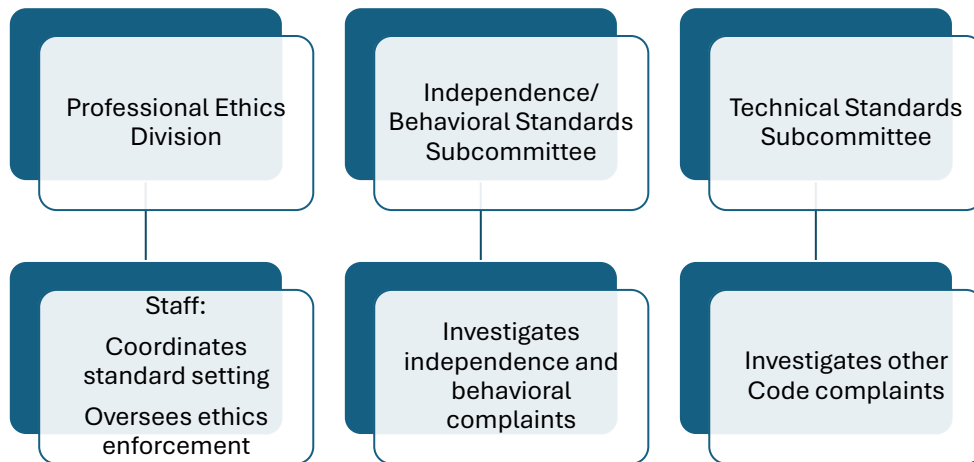 Professional Ethics
Division
Independence/
Behavioral Standards
Subcommittee
Technical Standards
Subcommittee
Staff:
Coordinates
standard setting
Oversees ethics
enforcement
Investigates
independence and
behavioral
complaints
Investigates other
Code complaints